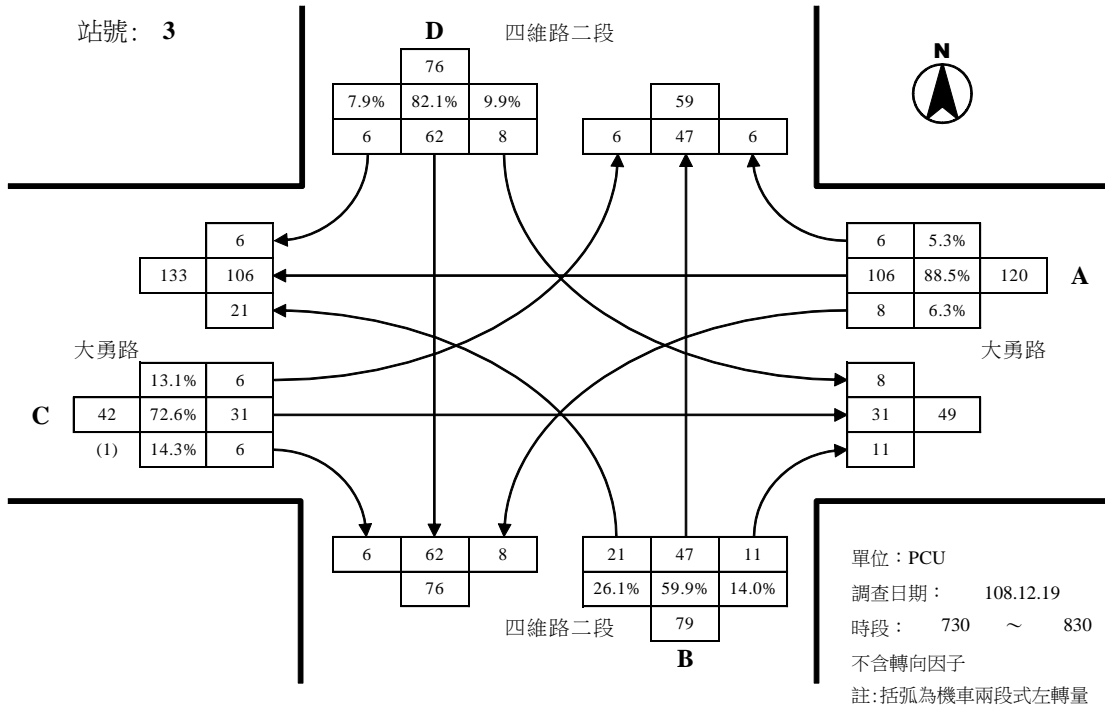 站號: 3
D
四維路二段
N
76
7.9% 82.1% 9.9%
6 62 8
59
6 47 6
6
133 106
21
6 5.3%
106 88.5% 120
8 6.3%
A
大勇路
大勇路
C
13.1% 6
42 72.6% 31
(1) 14.3% 6
8
31 49
11
6 62 8
76
四維路二段
21 47 11
26.1% 59.9% 14.0%
79
B
單位：PCU
調查日期： 108.12.19
時段： 730 ～ 830
不含轉向因子
註:括弧為機車兩段式左轉量